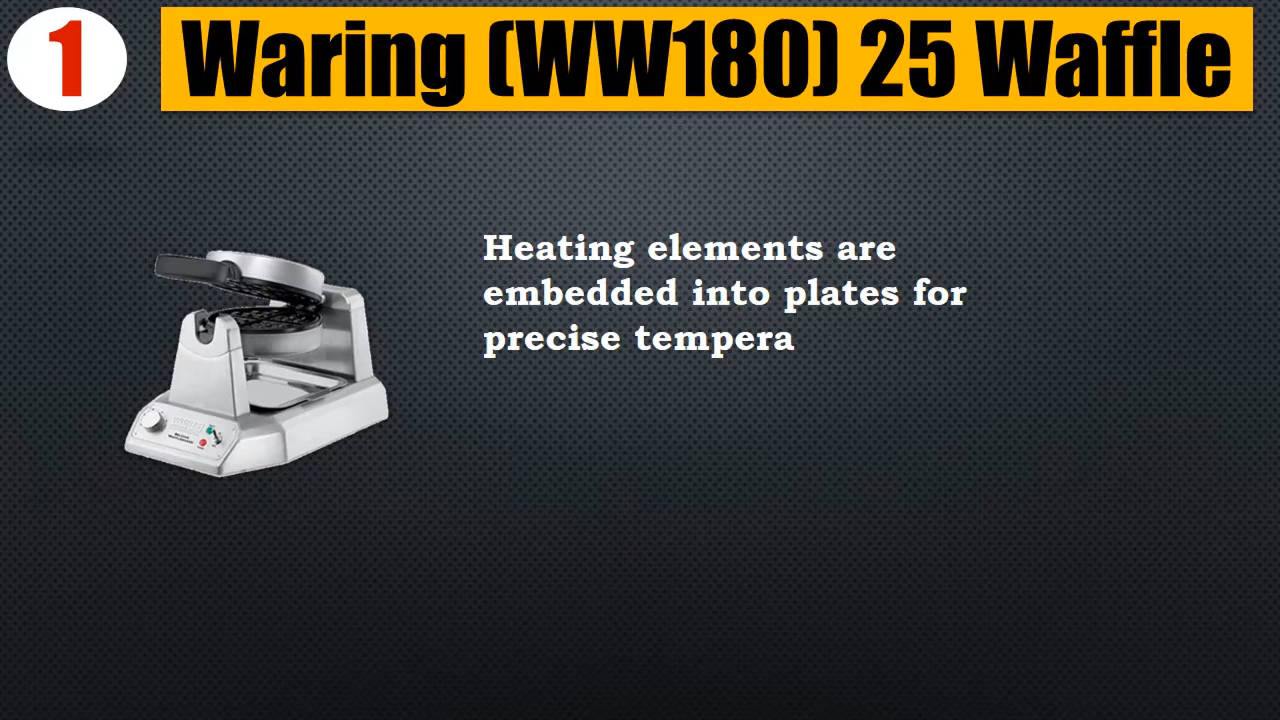 1
Waring (WW180) 25 Waffle
Heating elements are
embedded into plates for
precise tempera